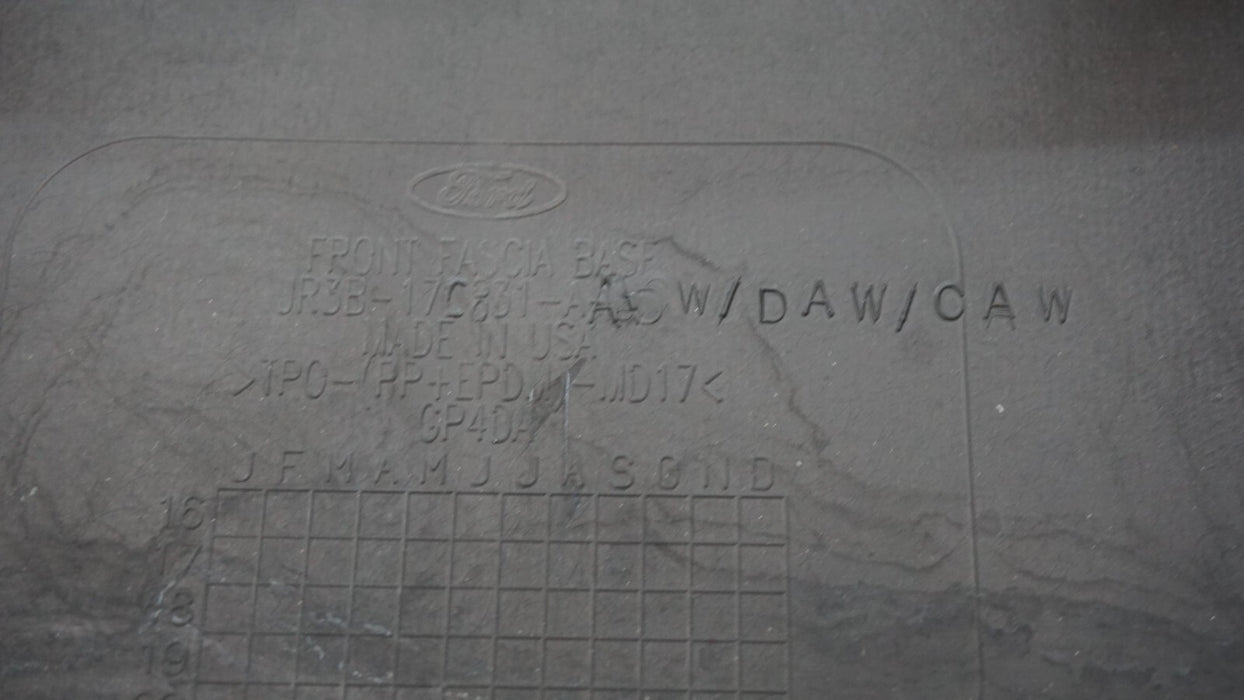 Ford
FRONT FASCIA BASE
JR3B-17C831- W/DAW/CAW
MADE IN USA
>TPO-(PP+EPDM)-MD17<
GP4DA
J F M A M J J A S O N D
16
17
18
19